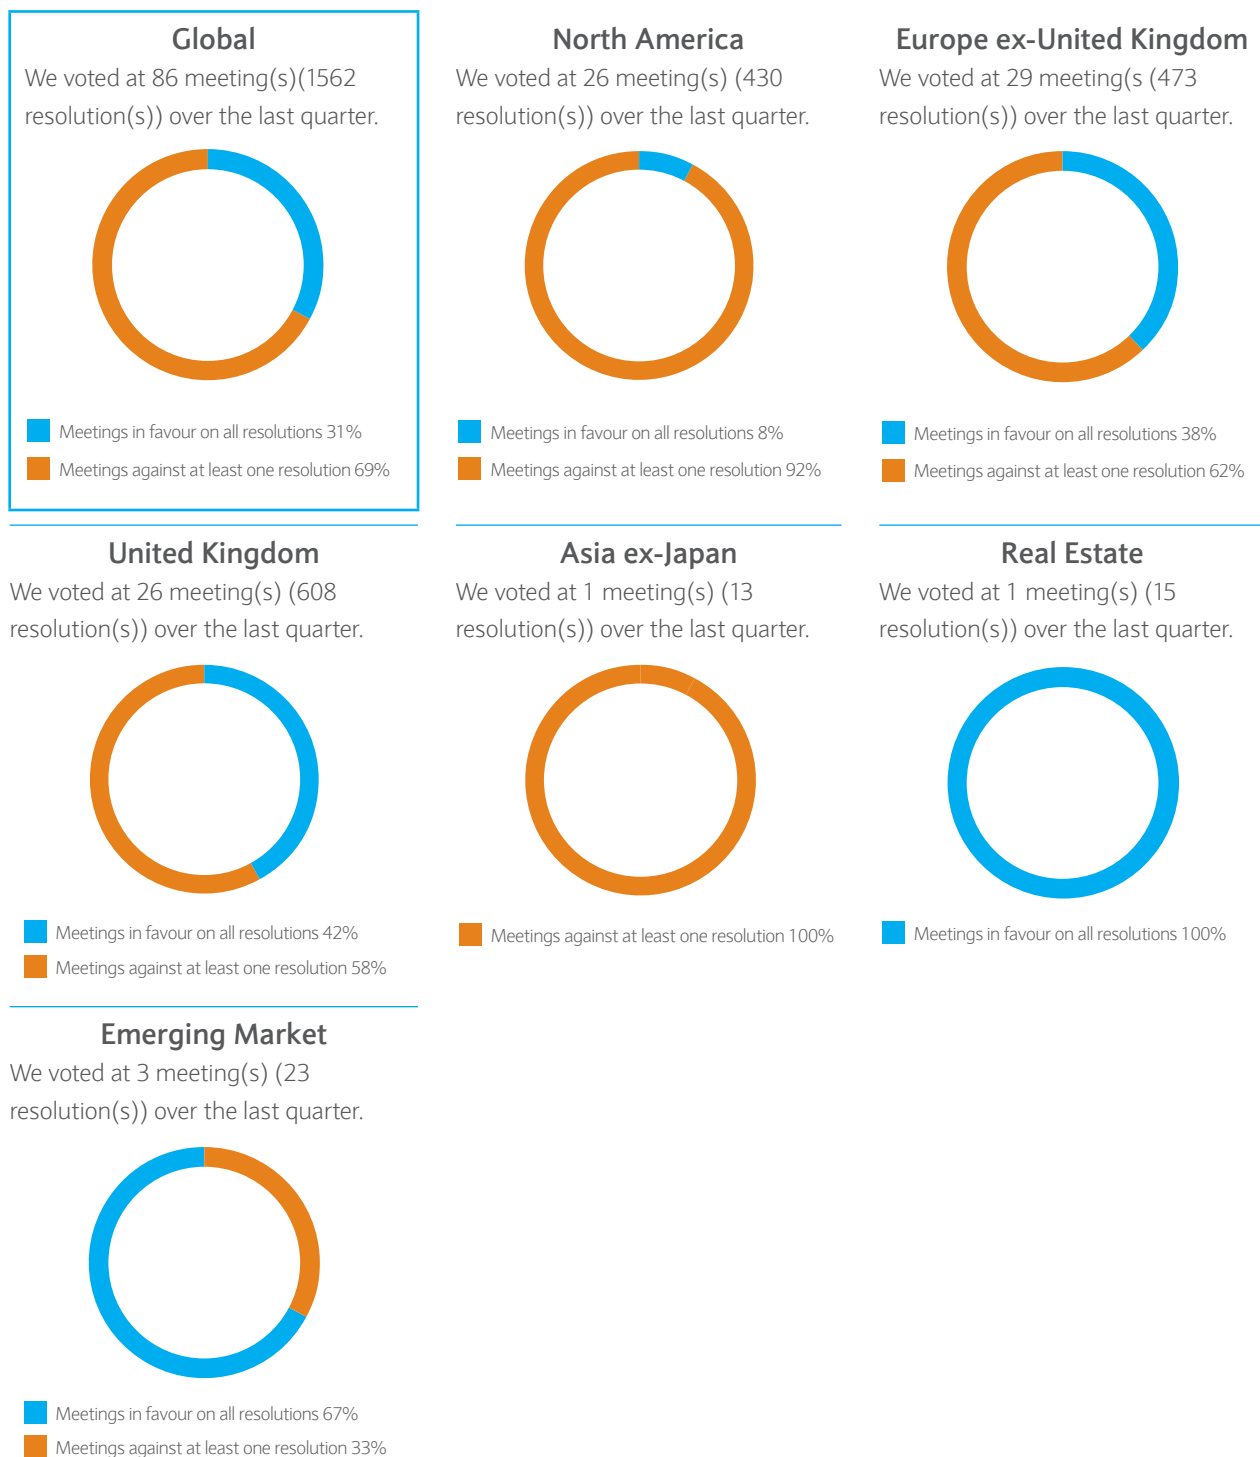 Global
We voted at 86 meeting(s)(1562
resolution(s)) over the last quarter.
Meetings in favour on all resolutions 31%
Meetings against at least one resolution 69%
North America
We voted at 26 meeting(s) (430
resolution(s)) over the last quarter.
Meetings in favour on all resolutions 8%
Meetings against at least one resolution 92%
Europe ex-United Kingdom
We voted at 29 meeting(s (473
resolution(s)) over the last quarter.
Meetings in favour on all resolutions 38%
Meetings against at least one resolution 62%
United Kingdom
We voted at 26 meeting(s) (608
resolution(s)) over the last quarter.
Meetings in favour on all resolutions 42%
Meetings against at least one resolution 58%
Asia ex-Japan
We voted at 1 meeting(s) (13
resolution(s)) over the last quarter.
Meetings against at least one resolution 100%
Real Estate
We voted at 1 meeting(s) (15
resolution(s)) over the last quarter.
Meetings in favour on all resolutions 100%
Emerging Market
We voted at 3 meeting(s) (23
resolution(s)) over the last quarter.
Meetings in favour on all resolutions 67%
Meetings against at least one resolution 33%